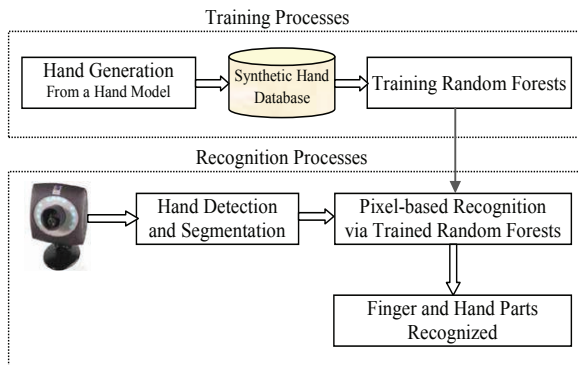 Training Processes
Hand Generation
From a Hand Model
Synthetic Hand
Database
Training Random Forests
Recognition Processes
Hand Detection
and Segmentation
Pixel-based Recognition
via Trained Random Forests
Finger and Hand Parts
Recognized